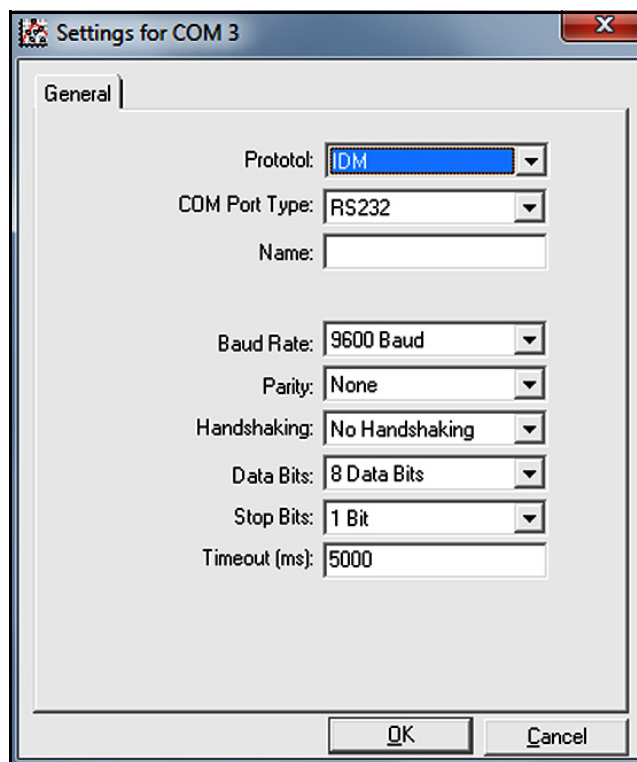 Settings for COM 3
X
General
Prototol: IDM
COM Port Type: RS232
Name:
Baud Rate: 9600 Baud
Parity: None
Handshaking: No Handshaking
Data Bits: 8 Data Bits
Stop Bits: 1 Bit
Timeout (ms): 5000
OK Cancel